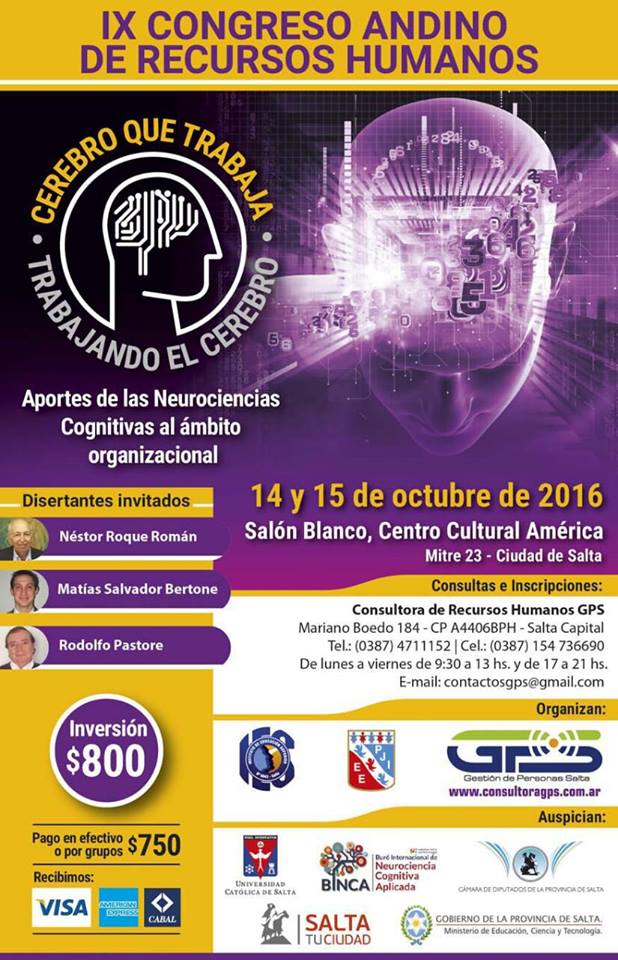 IX CONGRESO ANDINO
DE RECURSOS HUMANOS
CEREBRO QUE TRABAJA
• TRABAJANDO EL CEREBRO •
Aportes de las Neurociencias
Cognitivas al ámbito
organizacional
14 y 15 de octubre de 2016
Salón Blanco, Centro Cultural América
Mitre 23 - Ciudad de Salta
Disertantes invitados
Néstor Roque Román
Matías Salvador Bertone
Rodolfo Pastore
Consultas e Inscripciones:
Consultora de Recursos Humanos GPS
Mariano Boedo 184 - CP A4406BPH - Salta Capital
Tel.: (0387) 4711152 | Cel.: (0387) 154 736690
De lunes a viernes de 9:30 a 13 hs. y de 17 a 21 hs.
E-mail: contactosgps@gmail.com
Inversión
$800
Pago en efectivo
o por grupos $750
Recibimos:
VISA
AMERICAN
EXPRESS
CABAL
Organizan:
PJI
E E
GPS
Gestión de Personas Salta
www.consultoragps.com.ar
Auspician:
UNIVERSIDAD
CATÓLICA DE SALTA
BINCA
Buró Internacional de
Neurociencia
Cognitiva
Aplicada
CÁMARA DE DIPUTADOS DE LA PROVINCIA DE SALTA
SALTA
TU CIUDAD
GOBIERNO DE LA PROVINCIA DE SALTA.
Ministerio de Educación, Ciencia y Tecnología.